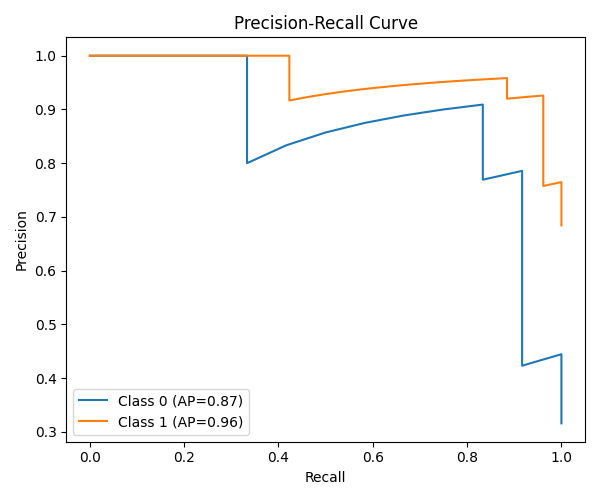 Precision-Recall Curve
1.0
0.9
0.8
0.7
0.6
0.5
0.4
0.3
Precision
Class 0 (AP=0.87)
Class 1 (AP=0.96)
0.0 0.2 0.4 0.6 0.8 1.0
Recall